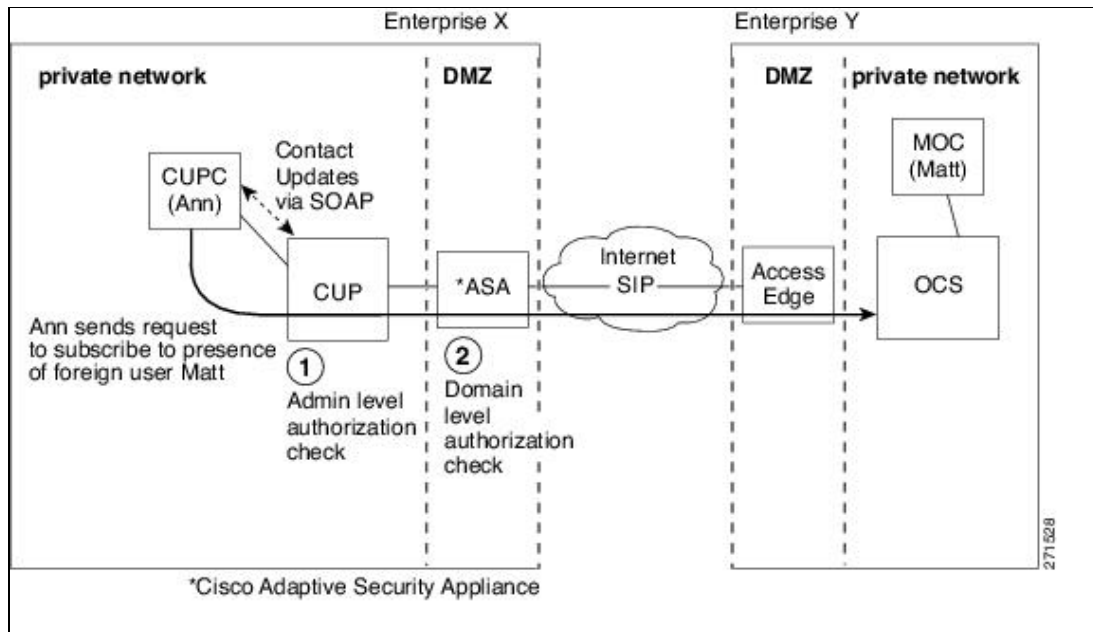 Enterprise X
Enterprise Y
private network
DMZ
DMZ
private network
CUPC
(Ann)
Contact
Updates
via SOAP
MOC
(Matt)
CUP
*ASA
Internet
SIP
Access
Edge
OCS
Ann sends request
to subscribe to presence
of foreign user Matt
1
Admin level
authorization
check
2
Domain
level
authorization
check
271528
*Cisco Adaptive Security Appliance